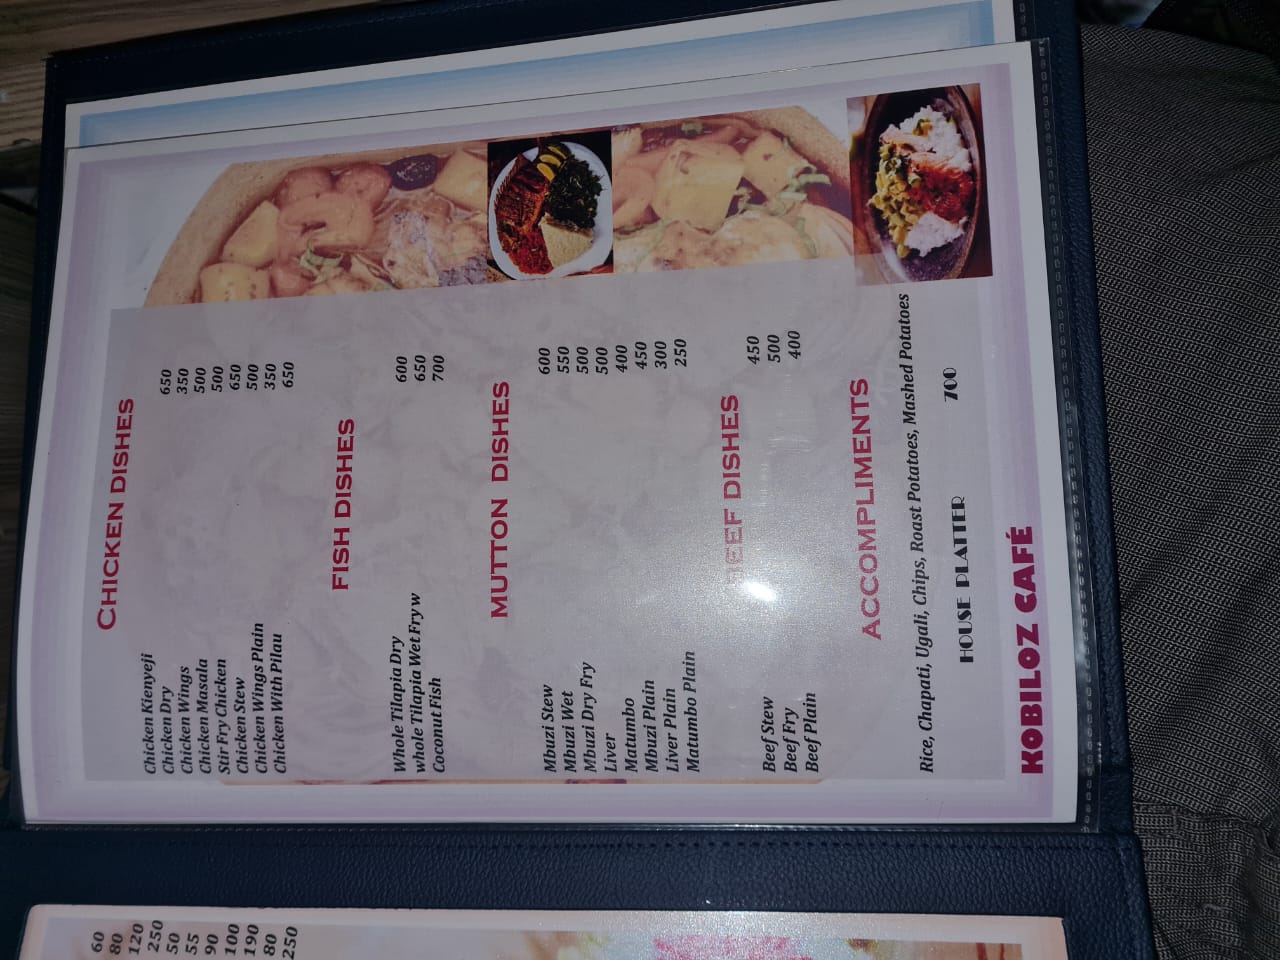 60
80
120
250
50
55
90
100
190
80
250
CHICKEN DISHES
Chicken Kienyeji 650
Chicken Dry 350
Chicken Wings 500
Chicken Masala 500
Stir Fry Chicken 650
Chicken Stew 500
Chicken Wings Plain 350
Chicken With Pilau 650
FISH DISHES
Whole Tilapia Dry 600
whole Tilapia Wet Fry w 650
Coconut Fish 700
MUTTON DISHES
Mbuzi Stew 600
Mbuzi Wet 550
Mbuzi Dry Fry 500
Liver 500
Matumbo 400
Mbuzi Plain 450
Liver Plain 300
Matumbo Plain 250
BEEF DISHES
Beef Stew 450
Beef Fry 500
Beef Plain 400
ACCOMPLIMENTS
Rice, Chapati, Ugali, Chips, Roast Potatoes, Mashed Potatoes
HOUSE PLATTER 700
KOBILOZ CAFÉ